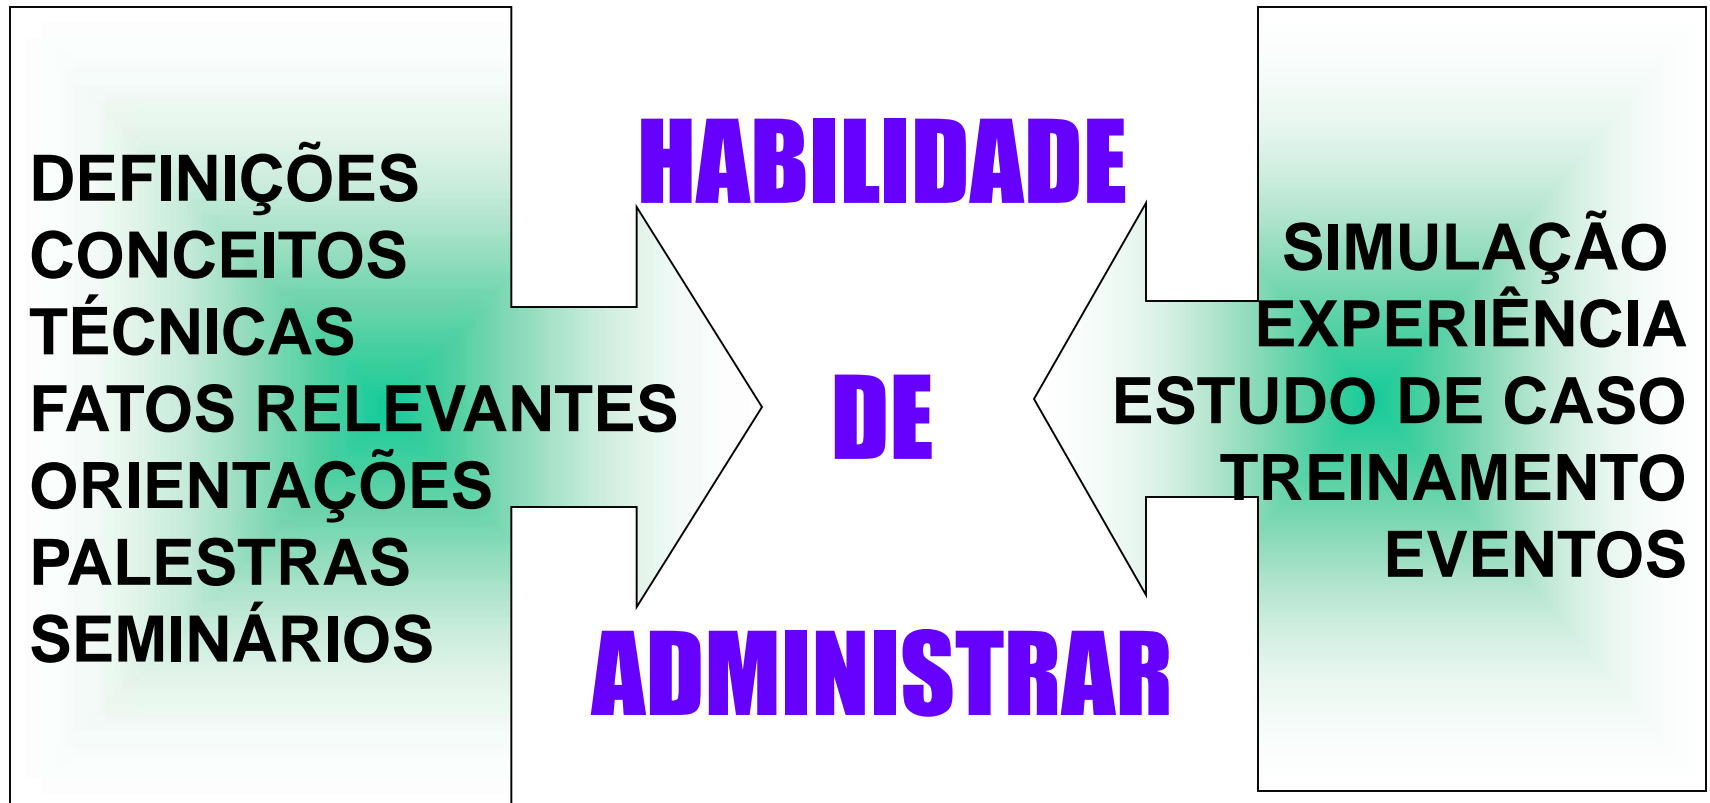 DEFINIÇÕES
CONCEITOS
TÉCNICAS
FATOS RELEVANTES
ORIENTAÇÕES
PALESTRAS
SEMINÁRIOS
HABILIDADE
DE
ADMINISTRAR
SIMULAÇÃO
EXPERIÊNCIA
ESTUDO DE CASO
TREINAMENTO
EVENTOS